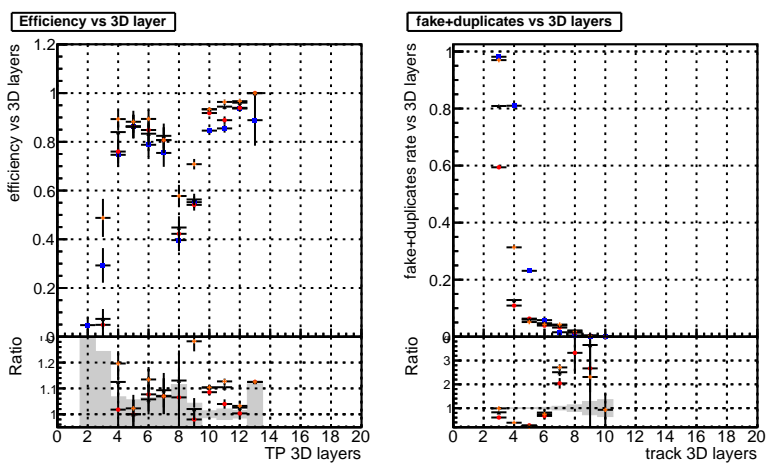 Efficiency vs 3D layer
efficiency vs 3D layers
1.2
1
0.8
0.6
0.4
0.2
0
Ratio
1.2
1.1
1
0 2 4 6 8 10 12 14 16 18 20
TP 3D layers
fake+duplicates vs 3D layers
fake+duplicates rate vs 3D layers
1
0.8
0.6
0.4
0.2
0
Ratio
3
2
1
0 2 4 6 8 10 12 14 16 18 20
track 3D layers